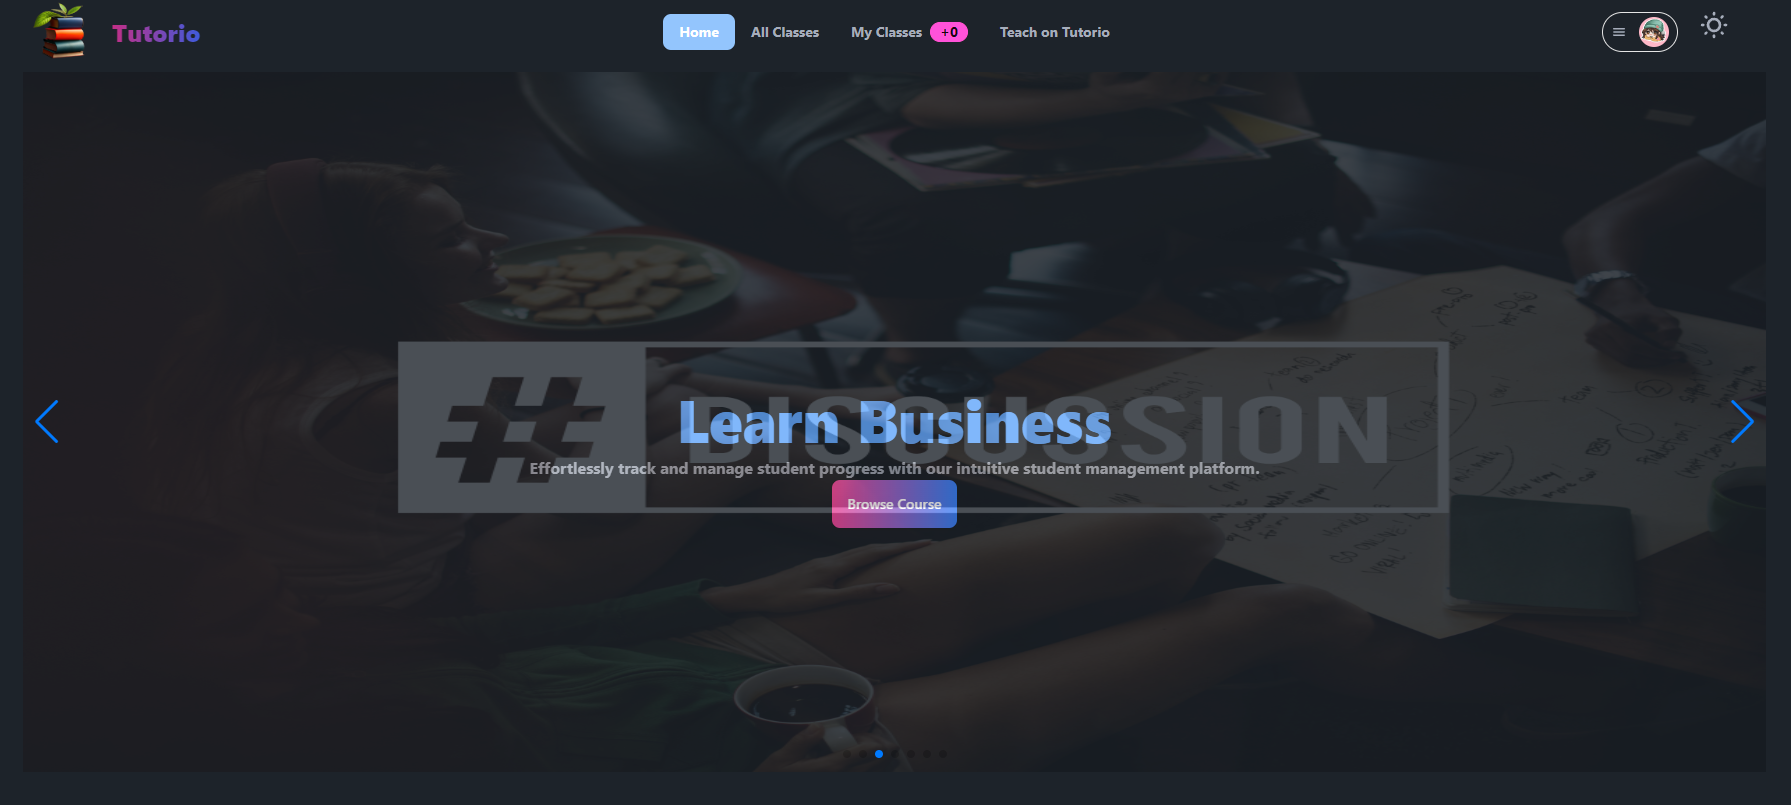 Tutorio
Home
All Classes
My Classes +0
Teach on Tutorio
# DISCUSSION
Learn Business
Effortlessly track and manage student progress with our intuitive student management platform.
Browse Course